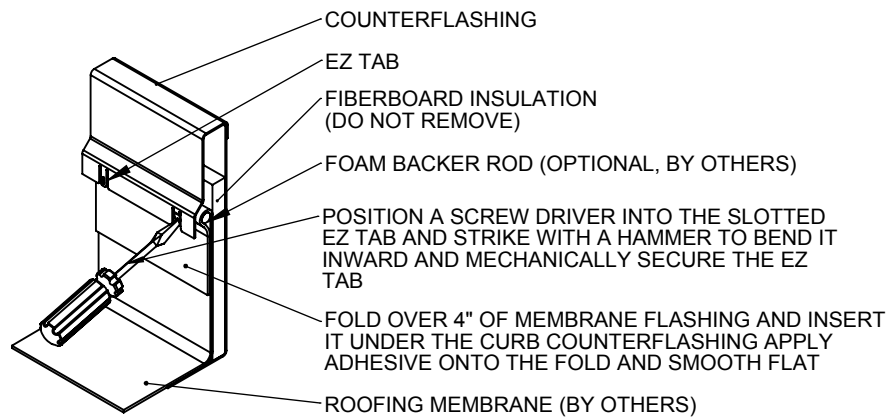 COUNTERFLASHING
EZ TAB
FIBERBOARD INSULATION
(DO NOT REMOVE)
FOAM BACKER ROD (OPTIONAL, BY OTHERS)
POSITION A SCREW DRIVER INTO THE SLOTTED
EZ TAB AND STRIKE WITH A HAMMER TO BEND IT
INWARD AND MECHANICALLY SECURE THE EZ
TAB
FOLD OVER 4" OF MEMBRANE FLASHING AND INSERT
IT UNDER THE CURB COUNTERFLASHING APPLY
ADHESIVE ONTO THE FOLD AND SMOOTH FLAT
ROOFING MEMBRANE (BY OTHERS)